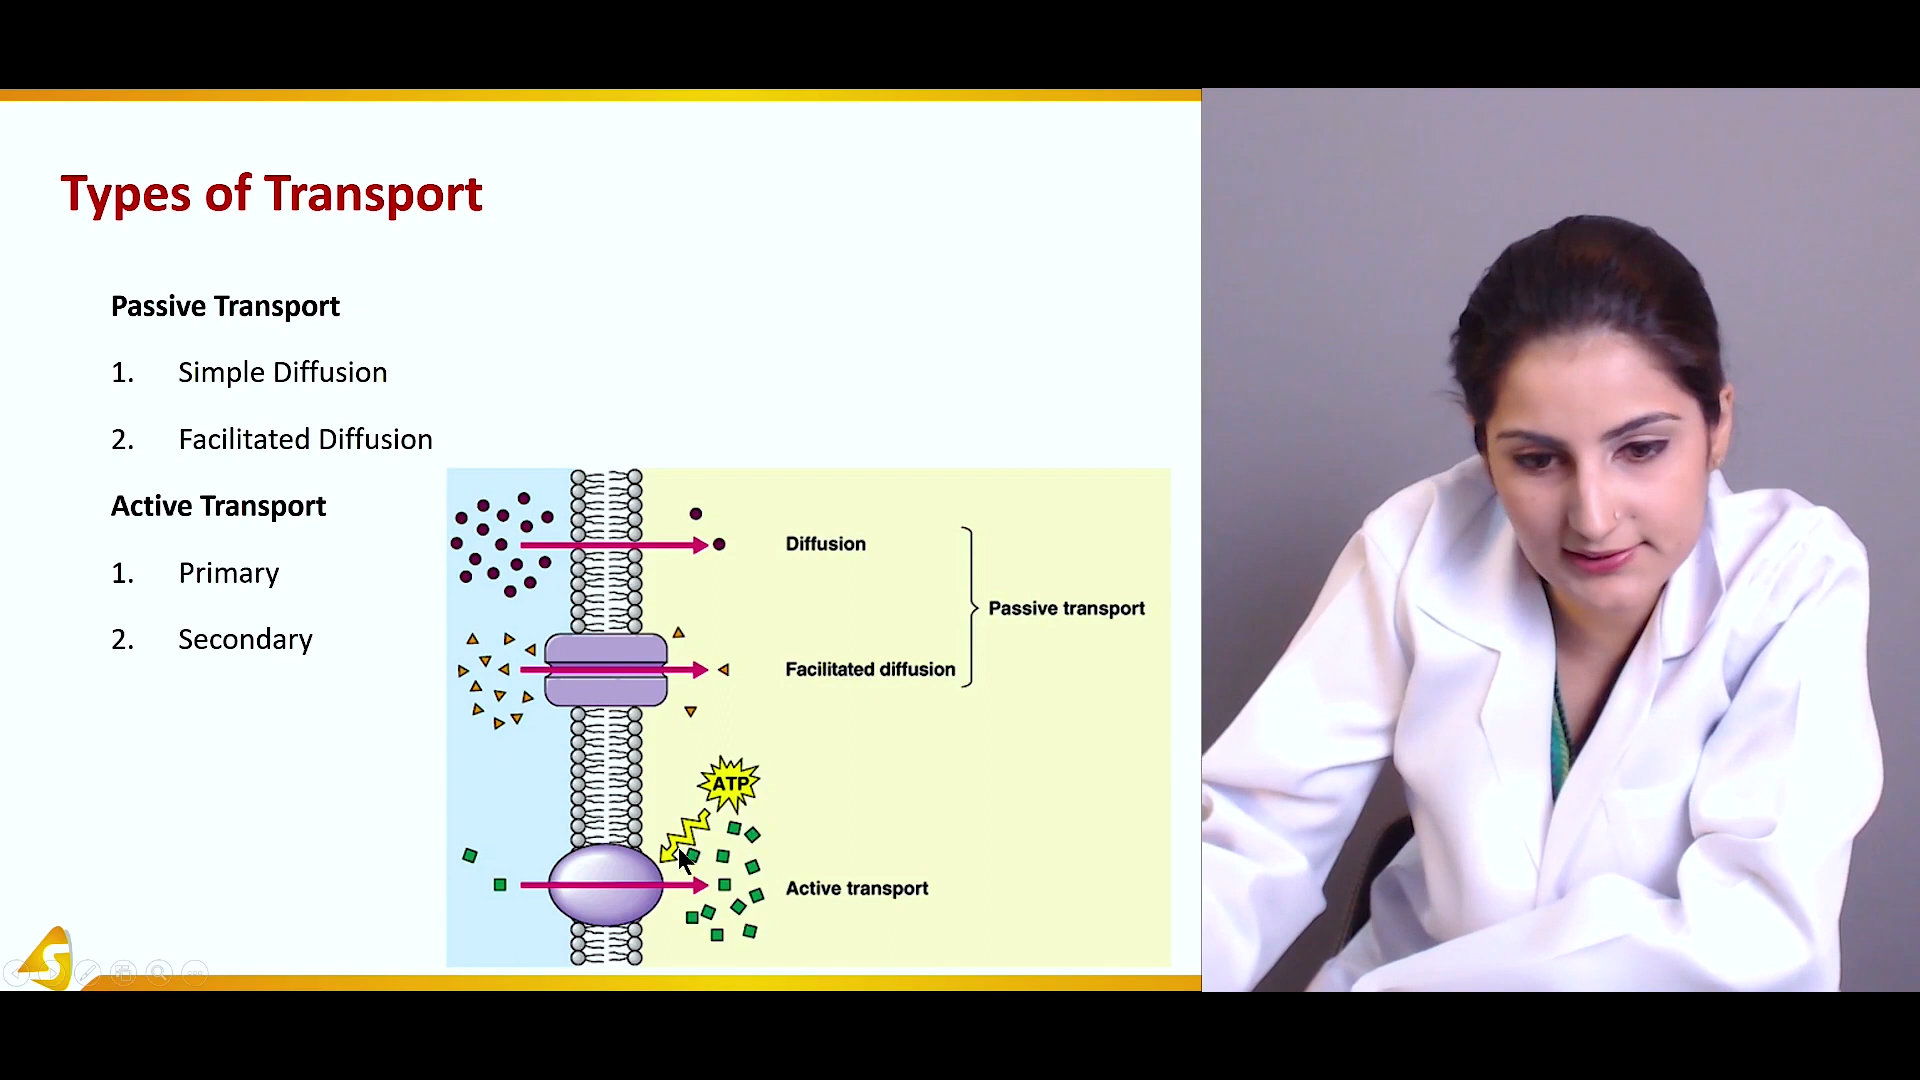 Types of Transport
Passive Transport
1. Simple Diffusion
2. Facilitated Diffusion
Active Transport
1. Primary
2. Secondary
Diffusion
Passive transport
Facilitated diffusion
ATP
Active transport
S